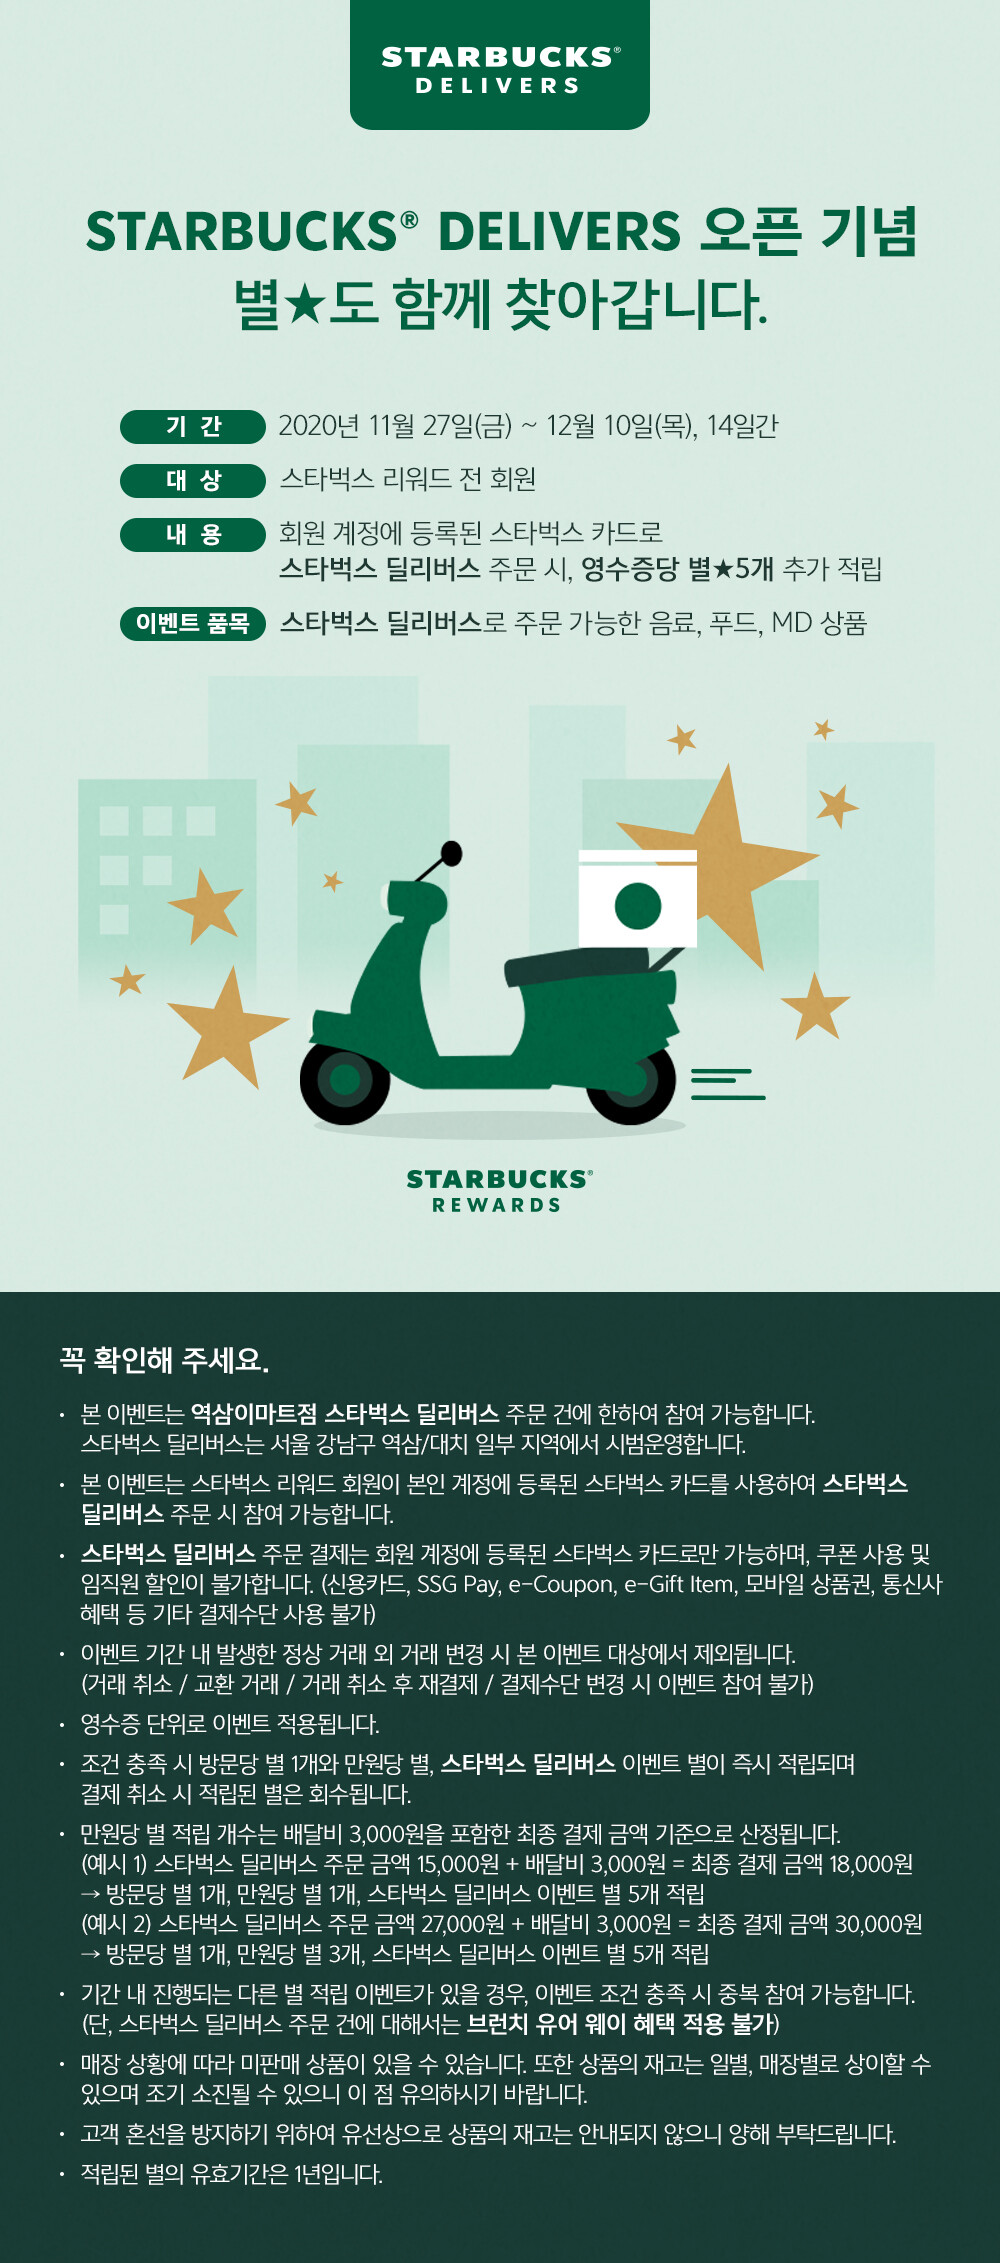 STARBUCKS®
DELIVERS
STARBUCKS® DELIVERS 오픈 기념
별★도 함께 찾아갑니다.
기 간 2020년 11월 27일(금) ~ 12월 10일(목), 14일간
대 상 스타벅스 리워드 전 회원
내 용 회원 계정에 등록된 스타벅스 카드로
스타벅스 딜리버스 주문 시, 영수증당 별★5개 추가 적립
이벤트 품목 스타벅스 딜리버스로 주문 가능한 음료, 푸드, MD 상품
STARBUCKS®
REWARDS
꼭 확인해 주세요.
• 본 이벤트는 역삼이마트점 스타벅스 딜리버스 주문 건에 한하여 참여 가능합니다.
스타벅스 딜리버스는 서울 강남구 역삼/대치 일부 지역에서 시범운영합니다.
• 본 이벤트는 스타벅스 리워드 회원이 본인 계정에 등록된 스타벅스 카드를 사용하여 스타벅스
딜리버스 주문 시 참여 가능합니다.
• 스타벅스 딜리버스 주문 결제는 회원 계정에 등록된 스타벅스 카드로만 가능하며, 쿠폰 사용 및
임직원 할인이 불가합니다. (신용카드, SSG Pay, e-Coupon, e-Gift Item, 모바일 상품권, 통신사
혜택 등 기타 결제수단 사용 불가)
• 이벤트 기간 내 발생한 정상 거래 외 거래 변경 시 본 이벤트 대상에서 제외됩니다.
(거래 취소 / 교환 거래 / 거래 취소 후 재결제 / 결제수단 변경 시 이벤트 참여 불가)
• 영수증 단위로 이벤트 적용됩니다.
• 조건 충족 시 방문당 별 1개와 만원당 별, 스타벅스 딜리버스 이벤트 별이 즉시 적립되며
결제 취소 시 적립된 별은 회수됩니다.
• 만원당 별 적립 개수는 배달비 3,000원을 포함한 최종 결제 금액 기준으로 산정됩니다.
(예시 1) 스타벅스 딜리버스 주문 금액 15,000원 + 배달비 3,000원 = 최종 결제 금액 18,000원
→ 방문당 별 1개, 만원당 별 1개, 스타벅스 딜리버스 이벤트 별 5개 적립
(예시 2) 스타벅스 딜리버스 주문 금액 27,000원 + 배달비 3,000원 = 최종 결제 금액 30,000원
→ 방문당 별 1개, 만원당 별 3개, 스타벅스 딜리버스 이벤트 별 5개 적립
• 기간 내 진행되는 다른 별 적립 이벤트가 있을 경우, 이벤트 조건 충족 시 중복 참여 가능합니다.
(단, 스타벅스 딜리버스 주문 건에 대해서는 브런치 유어 웨이 혜택 적용 불가)
• 매장 상황에 따라 미판매 상품이 있을 수 있습니다. 또한 상품의 재고는 일별, 매장별로 상이할 수
있으며 조기 소진될 수 있으니 이 점 유의하시기 바랍니다.
• 고객 혼선을 방지하기 위하여 유선상으로 상품의 재고는 안내되지 않으니 양해 부탁드립니다.
• 적립된 별의 유효기간은 1년입니다.